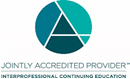 JOINTLY ACCREDITED PROVIDER™
INTERPROFESSIONAL CONTINUING EDUCATION